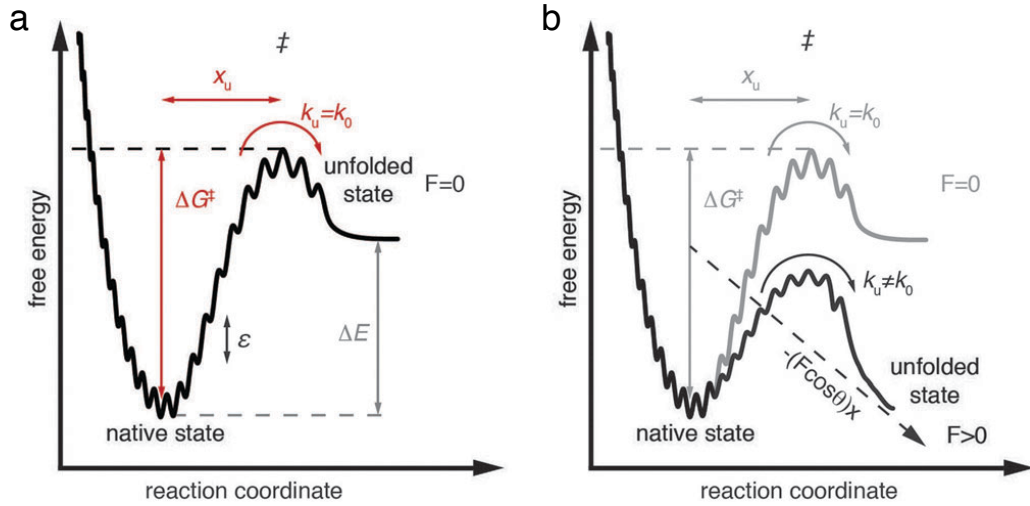 a
‡
xᵤ
kᵤ=k₀
unfolded
state
F=0
ΔG‡
ε
ΔE
native state
free energy
reaction coordinate
b
‡
xᵤ
kᵤ=k₀
F=0
ΔG‡
kᵤ≠k₀
-(Fcosθ)x
unfolded
state
F>0
native state
free energy
reaction coordinate